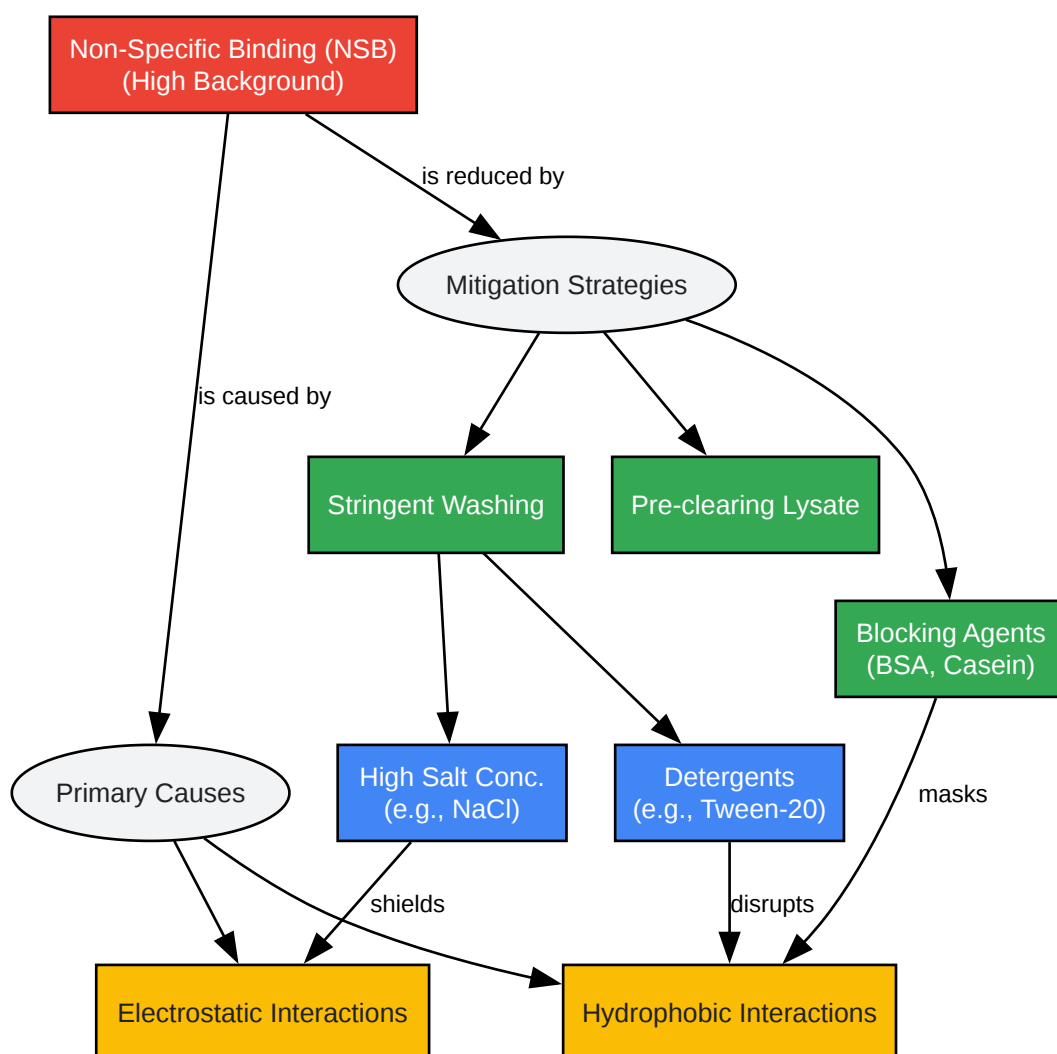 Non-Specific Binding (NSB)
(High Background)
is reduced by
Mitigation Strategies
is caused by
Stringent Washing
Pre-clearing Lysate
Blocking Agents
(BSA, Casein)
Primary Causes
High Salt Conc.
(e.g., NaCl)
Detergents
(e.g., Tween-20)
masks
shields
disrupts
Electrostatic Interactions
Hydrophobic Interactions